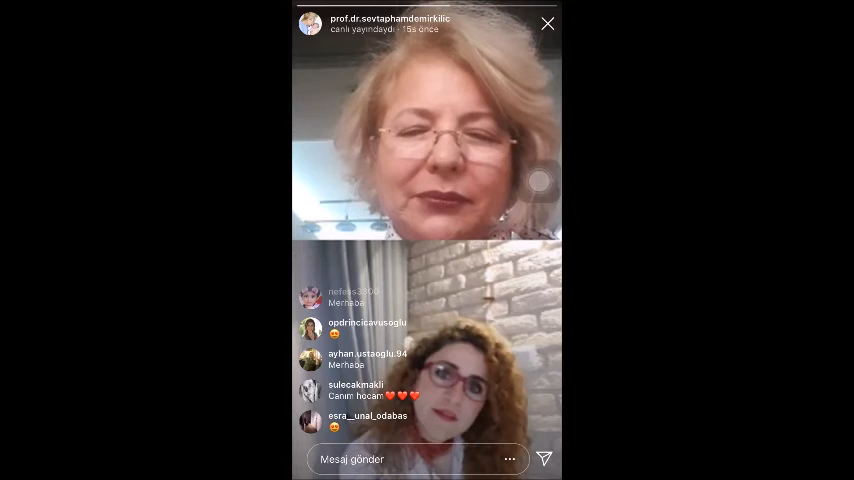 prof.dr.sevtaphamdemirkilic
canlı yayındaydı · 15s önce
nefess3300
Merhaba
opdrincicavusoglu
😍
ayhan.ustaoglu.94
Merhaba
sulecakmakli
Canım hocam❤️❤️❤️
esra__unal_odabas
😍
Mesaj gönder